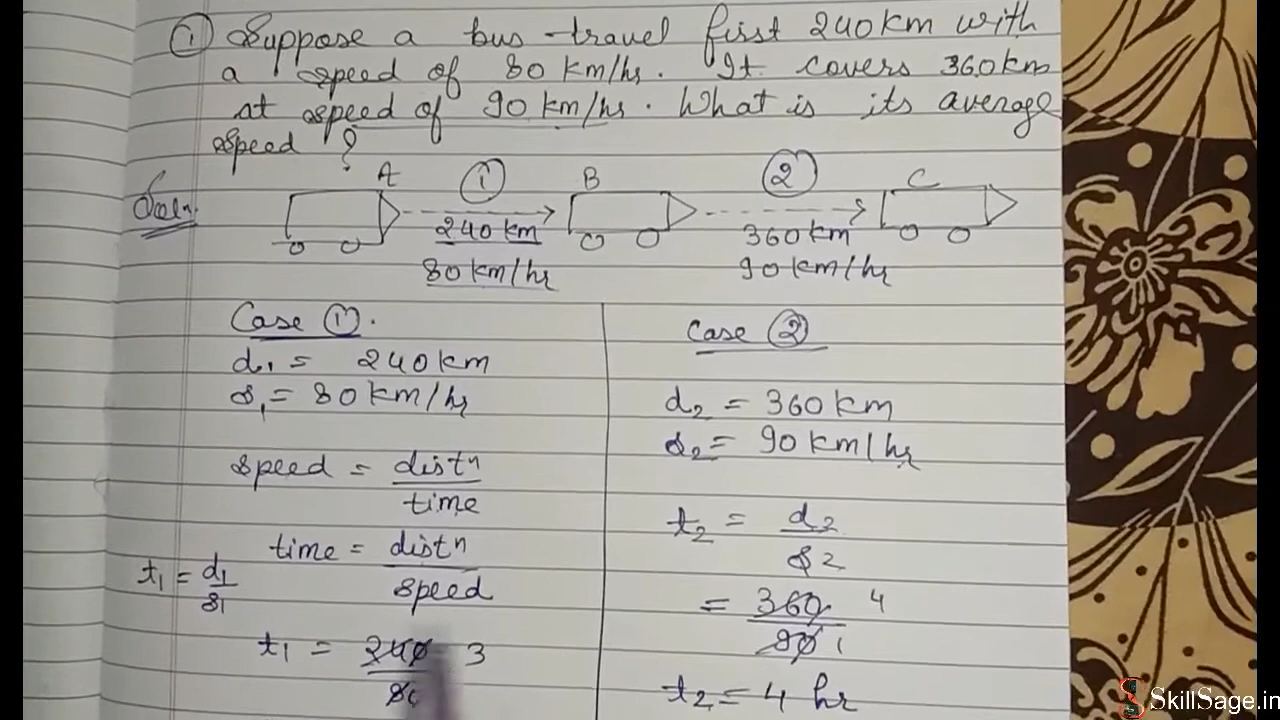 ① Suppose a bus travel first 240 km with
a speed of 80 km/hr. It covers 360 km
at speed of 90 km/hr. What is its average
speed ?
Soln.
A ① B ② C
240 km 360 km
80 km/hr 90 km/hr
Case ①.
d₁ = 240 km
s₁ = 80 km/hr
speed = distⁿ
time
time = distⁿ
speed
t₁ = d₁
s₁
t₁ = 240 3
80
Case ②
d₂ = 360 km
s₂ = 90 km/hr
t₂ = d₂
s₂
= 360 4
90 1
t₂ = 4 hr
SkillSage.in